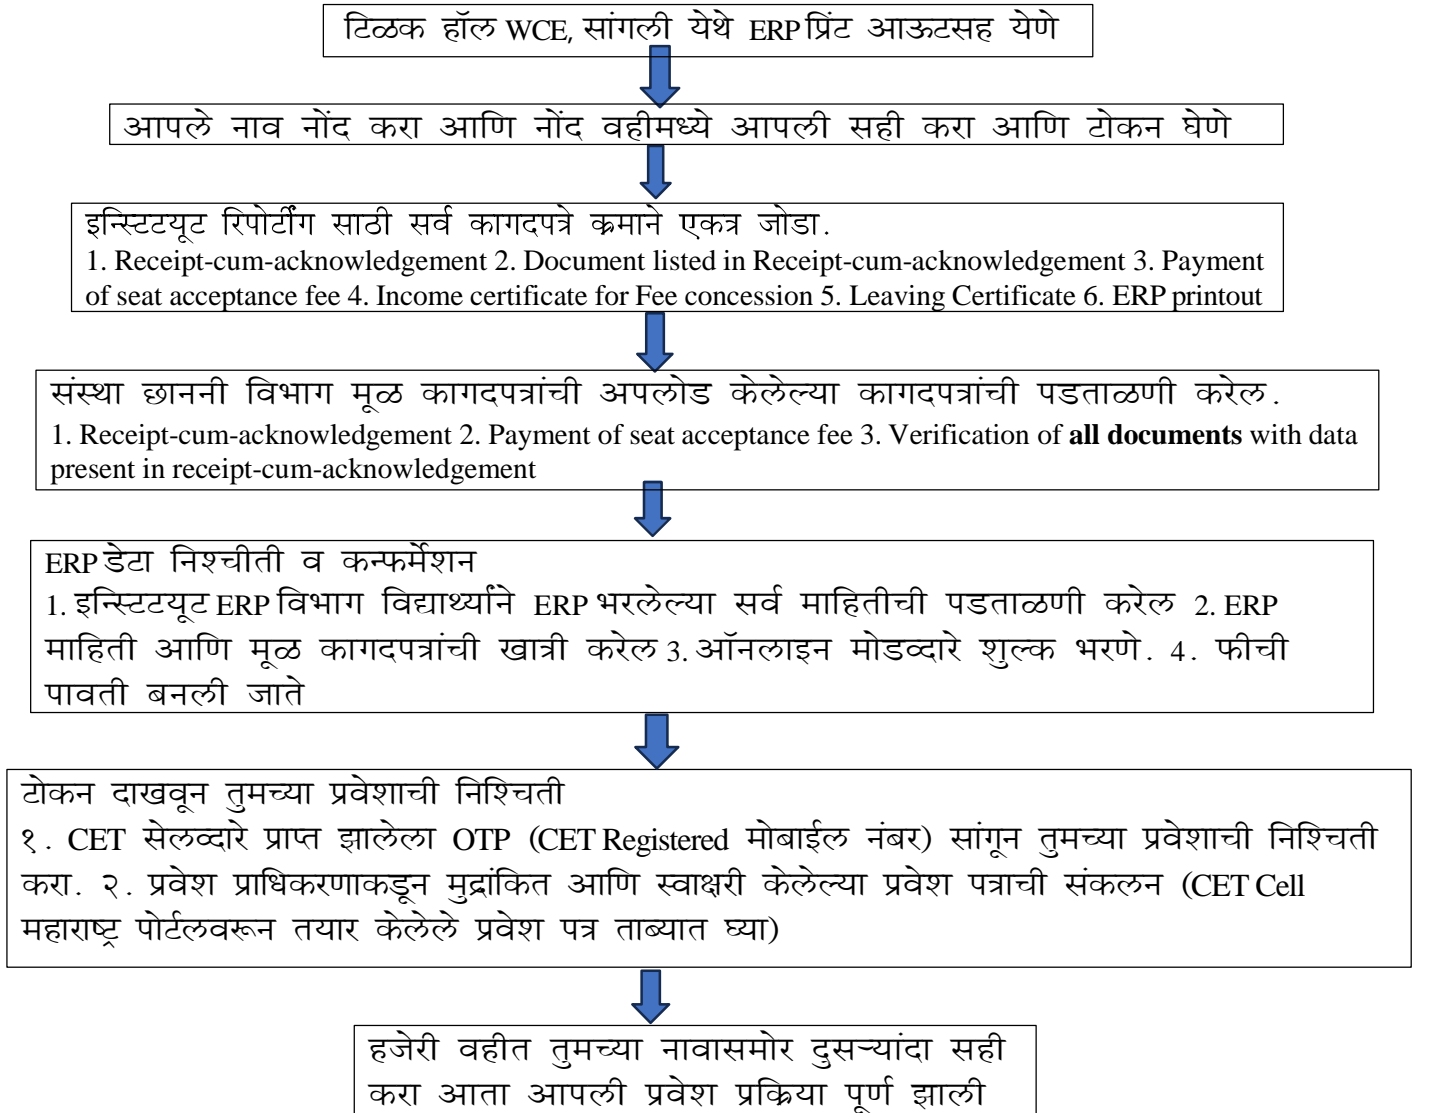 टिळक हॉल WCE, सांगली येथे ERP प्रिंट आऊटसह येणे
आपले नाव नोंद करा आणि नोंद वहीमध्ये आपली सही करा आणि टोकन घेणे
इन्स्टिटयूट रिपोर्टींग साठी सर्व कागदपत्रे क्रमाने एकत्र जोडा.
1. Receipt-cum-acknowledgement 2. Document listed in Receipt-cum-acknowledgement 3. Payment
of seat acceptance fee 4. Income certificate for Fee concession 5. Leaving Certificate 6. ERP printout
संस्था छाननी विभाग मूळ कागदपत्रांची अपलोड केलेल्या कागदपत्रांची पडताळणी करेल.
1. Receipt-cum-acknowledgement 2. Payment of seat acceptance fee 3. Verification of all documents with data
present in receipt-cum-acknowledgement
ERP डेटा निश्चीती व कन्फर्मेशन
1. इन्स्टिटयूट ERP विभाग विद्यार्थ्याने ERP भरलेल्या सर्व माहितीची पडताळणी करेल 2. ERP
माहिती आणि मूळ कागदपत्रांची खात्री करेल 3. ऑनलाइन मोडव्दारे शुल्क भरणे. 4. फीची
पावती बनली जाते
टोकन दाखवून तुमच्या प्रवेशाची निश्चिती
१. CET सेलव्दारे प्राप्त झालेला OTP (CET Registered मोबाईल नंबर) सांगून तुमच्या प्रवेशाची निश्चिती
करा. २. प्रवेश प्राधिकरणाकडून मुद्रांकित आणि स्वाक्षरी केलेल्या प्रवेश पत्राची संकलन (CET Cell
महाराष्ट्र पोर्टलवरून तयार केलेले प्रवेश पत्र ताब्यात घ्या)
हजेरी वहीत तुमच्या नावासमोर दुसऱ्यांदा सही
करा आता आपली प्रवेश प्रक्रिया पूर्ण झाली